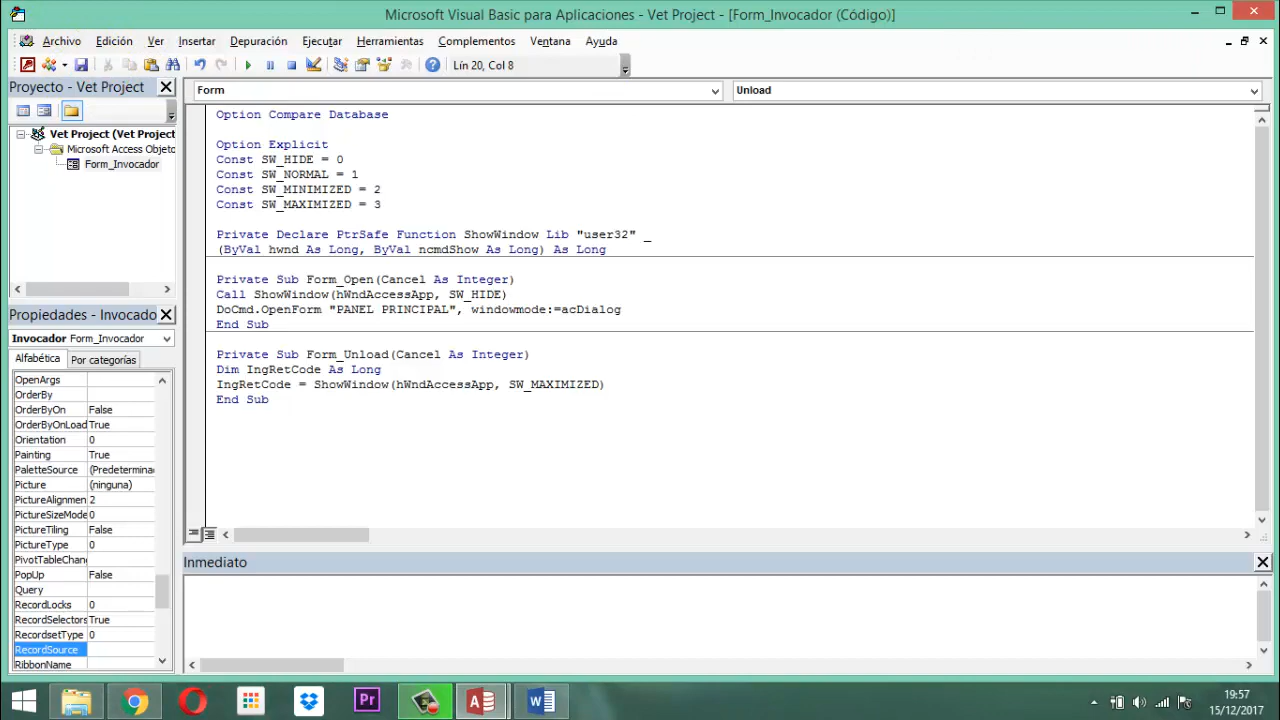 Microsoft Visual Basic para Aplicaciones - Vet Project - [Form_Invocador (Código)]
Archivo Edición Ver Insertar Formato Depuración Ejecutar Herramientas Complementos Ventana Ayuda
Lín 20, Col 8
Proyecto - Vet Project
Vet Project (Vet Project
Microsoft Access Objeto
Form_Invocador
Propiedades - Invocado
Invocador Form_Invocador
Alfabética Por categorías
OpenArgs
OrderBy
OrderByOn False
OrderByOnLoad True
Orientation 0
Painting True
PaletteSource (Predetermina
Picture (ninguna)
PictureAlignmen 2
PictureSizeMode 0
PictureTiling False
PictureType 0
PivotTableChan
PopUp False
Query
RecordLocks 0
RecordSelectors True
RecordsetType 0
RecordSource
RibbonName
Form Unload
Option Compare Database
Option Explicit
Const SW_HIDE = 0
Const SW_NORMAL = 1
Const SW_MINIMIZED = 2
Const SW_MAXIMIZED = 3
Private Declare PtrSafe Function ShowWindow Lib "user32" _
(ByVal hwnd As Long, ByVal ncmdShow As Long) As Long
Private Sub Form_Open(Cancel As Integer)
Call ShowWindow(hWndAccessApp, SW_HIDE)
DoCmd.OpenForm "PANEL PRINCIPAL", windowmode:=acDialog
End Sub
Private Sub Form_Unload(Cancel As Integer)
Dim IngRetCode As Long
IngRetCode = ShowWindow(hWndAccessApp, SW_MAXIMIZED)
End Sub
Inmediato
Pr
19:57
15/12/2017